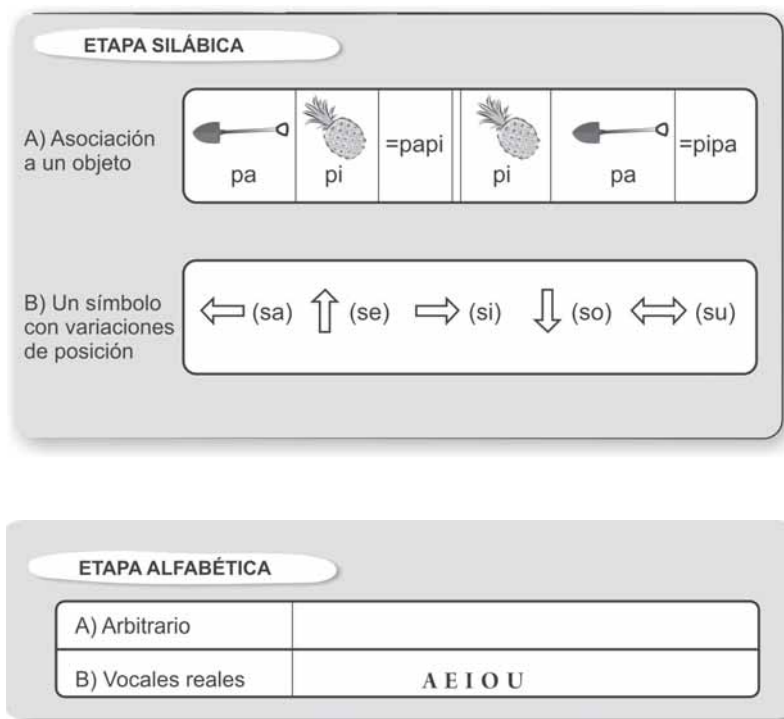 ETAPA SILÁBICA
A) Asociación
a un objeto
pa
pi
=papi
pi
pa
=pipa
B) Un símbolo
con variaciones
de posición
(sa) (se) (si) (so) (su)
ETAPA ALFABÉTICA
A) Arbitrario
B) Vocales reales
A E I O U